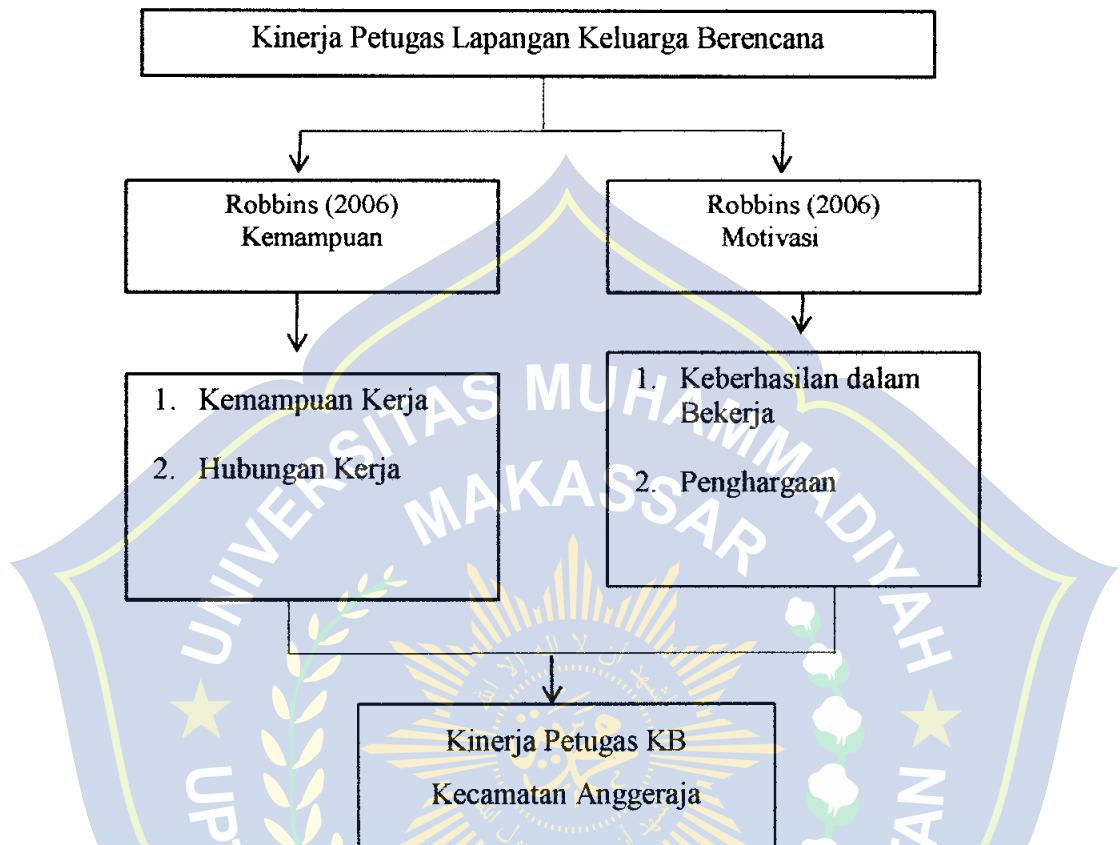 Kinerja Petugas Lapangan Keluarga Berencana
Robbins (2006)
Kemampuan
Robbins (2006)
Motivasi
1. Kemampuan Kerja
2. Hubungan Kerja
1. Keberhasilan dalam
Bekerja
2. Penghargaan
Kinerja Petugas KB
Kecamatan Anggeraja
UNIVERSITAS MUHAMMADIYAH
MAKASSAR